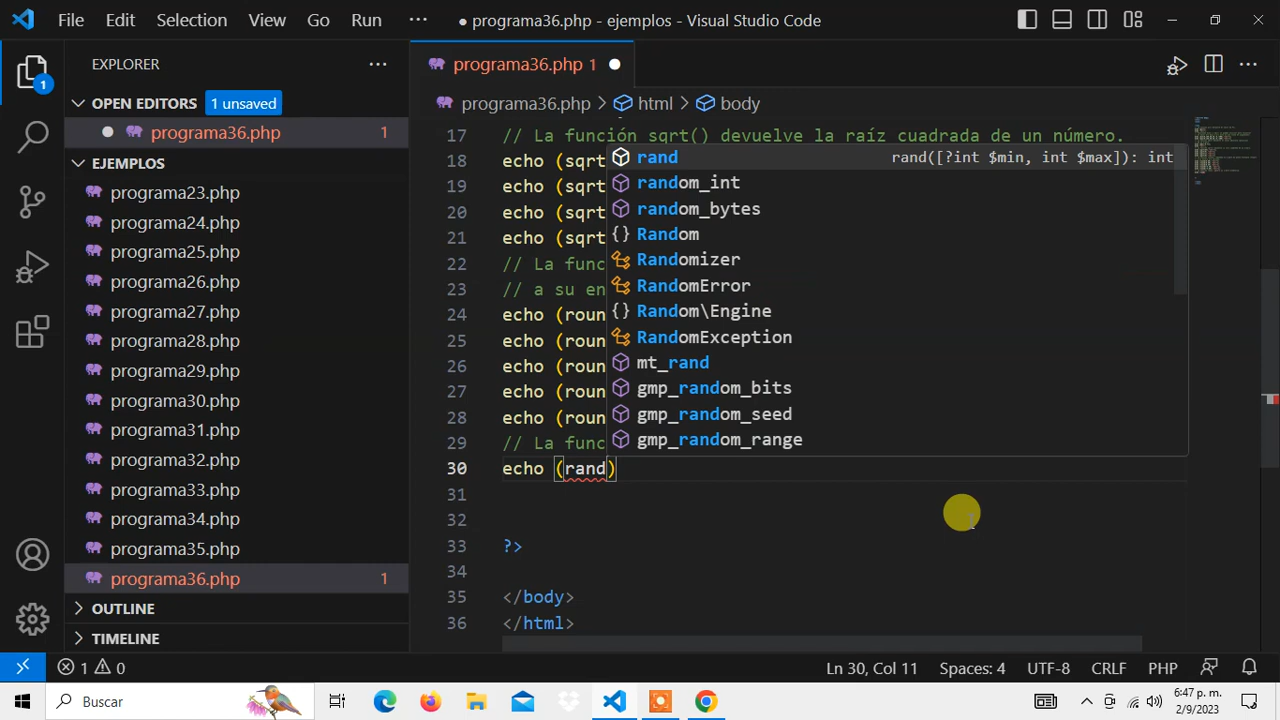 File Edit Selection View Go Run ··· ● programa36.php - ejemplos - Visual Studio Code
EXPLORER ···
programa36.php 1 ●
programa36.php > html > body
OPEN EDITORS 1 unsaved
● programa36.php 1
EJEMPLOS
programa23.php
programa24.php
programa25.php
programa26.php
programa27.php
programa28.php
programa29.php
programa30.php
programa31.php
programa32.php
programa33.php
programa34.php
programa35.php
programa36.php 1
OUTLINE
TIMELINE
1
17 // La función sqrt() devuelve la raíz cuadrada de un número.
18 echo (sqrt
19 echo (sqrt
20 echo (sqrt
21 echo (sqrt
22 // La func
23 // a su en
24 echo (roun
25 echo (roun
26 echo (roun
27 echo (roun
28 echo (roun
29 // La func
30 echo (rand)
31
32
33 ?>
34
35 </body>
36 </html>
rand rand([?int $min, int $max]): int
random_int
random_bytes
{} Random
Randomizer
RandomError
{} Random\Engine
RandomException
mt_rand
gmp_random_bits
gmp_random_seed
gmp_random_range
1 0 Ln 30, Col 11 Spaces: 4 UTF-8 CRLF PHP
Buscar
6:47 p. m.
2/9/2023